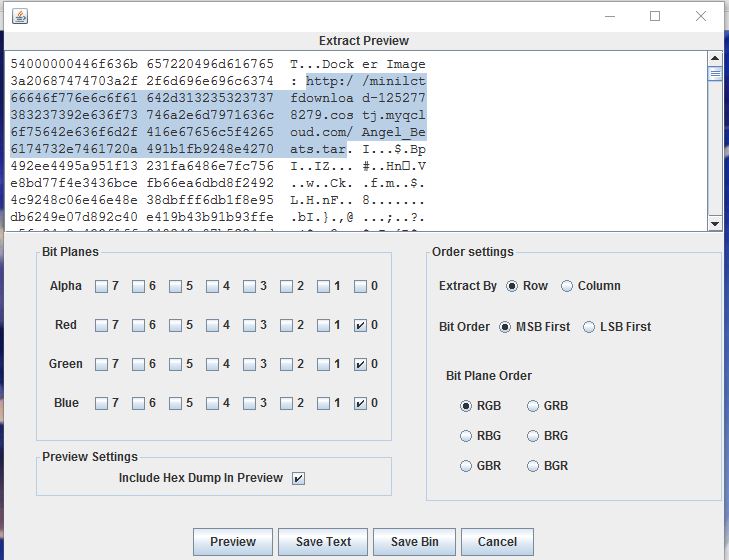 Extract Preview
54000000446f636b 657220496d616765 T...Dock er Image
3a20687474703a2f 2f6d696e696c6374 : http:/ /minilct
66646f776e6c6f61 642d313235323737 fdownloa d-125277
383237392e636f73 746a2e6d7971636c 8279.cos tj.myqcl
6f75642e636f6d2f 416e67656c5f4265 oud.com/ Angel_Be
6174732e7461720a 491b1fb9248e4270 ats.tar. I...$.Bp
492ee4495a951f13 231fa6486e7fc756 I..IZ... #..Hn□.V
e8bd77f4e3436bce fb66ea6dbd8f2492 ..w..Ck. .f.m..$.
4c9248c06e46e48e 38dbfff6db1f8e95 L.H.nF.. 8.......
db6249e07d892c40 e419b43b91b93ffe .bI.}.,@ ...;..?.
Bit Planes
Alpha 7 6 5 4 3 2 1 0
Red 7 6 5 4 3 2 1 0
Green 7 6 5 4 3 2 1 0
Blue 7 6 5 4 3 2 1 0
Preview Settings
Include Hex Dump In Preview
Order settings
Extract By Row Column
Bit Order MSB First LSB First
Bit Plane Order
RGB GRB
RBG BRG
GBR BGR
Preview Save Text Save Bin Cancel